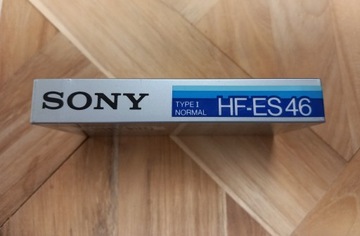 SONY
TYPE I
NORMAL
HF-ES46